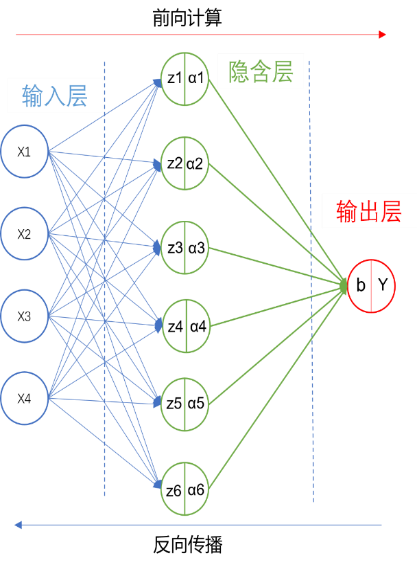 前向计算
输入层
隐含层
输出层
X1
X2
X3
X4
z1 α1
z2 α2
z3 α3
z4 α4
z5 α5
z6 α6
b Y
反向传播